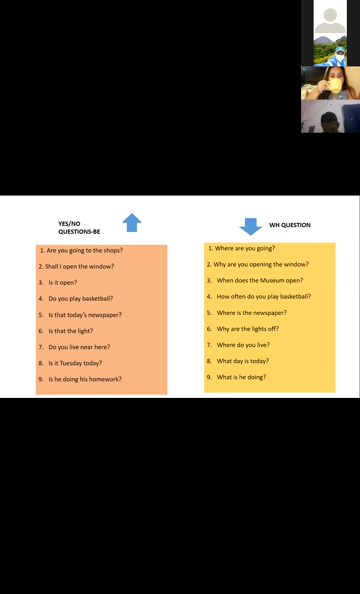 YES/NO
QUESTIONS-BE
1. Are you going to the shops?
2. Shall I open the window?
3. Is it open?
4. Do you play basketball?
5. Is that today's newspaper?
6. Is that the light?
7. Do you live near here?
8. Is it Tuesday today?
9. Is he doing his homework?
WH QUESTION
1. Where are you going?
2. Why are you opening the window?
3. When does the Museum open?
4. How often do you play basketball?
5. Where is the newspaper?
6. Why are the lights off?
7. Where do you live?
8. What day is today?
9. What is he doing?